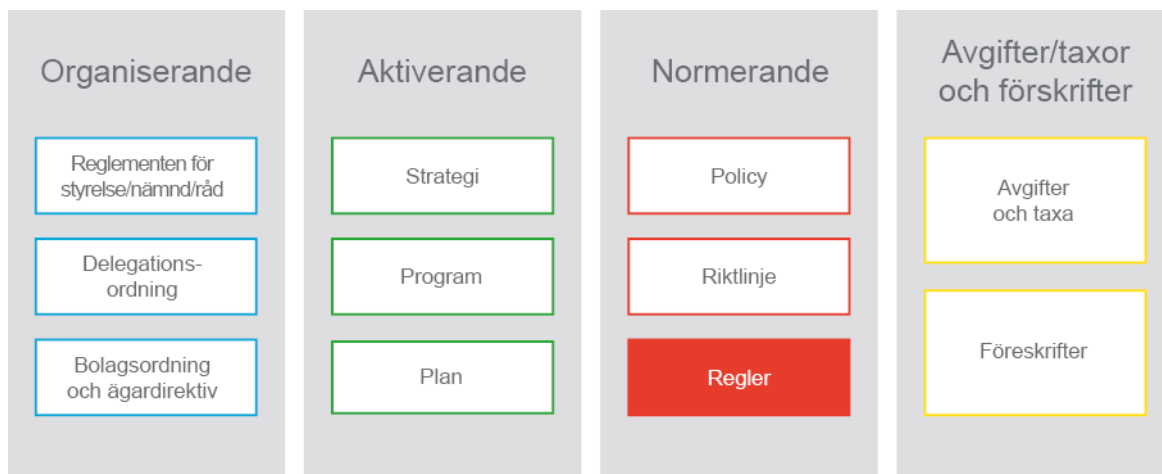 Organiserande
Reglementen för
styrelse/nämnd/råd
Delegations-
ordning
Bolagsordning
och ägardirektiv
Aktiverande
Strategi
Program
Plan
Normerande
Policy
Riktlinje
Regler
Avgifter/taxor
och förskrifter
Avgifter
och taxa
Föreskrifter